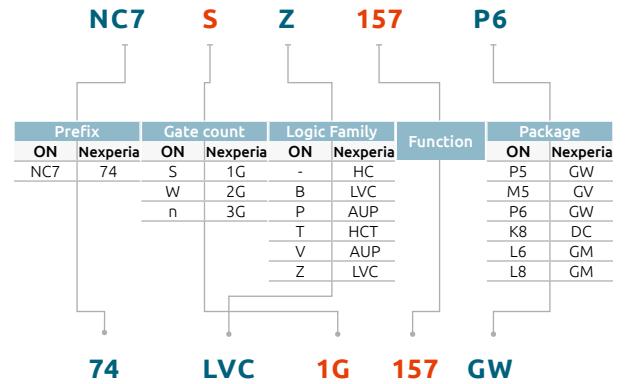 NC7 S Z 157 P6
Prefix Gate count Logic Family Function Package
ON Nexperia ON Nexperia ON Nexperia ON Nexperia
NC7 74 S 1G - HC P5 GW
W 2G B LVC M5 GV
n 3G P AUP P6 GW
T HCT K8 DC
V AUP L6 GM
Z LVC L8 GM
74 LVC 1G 157 GW